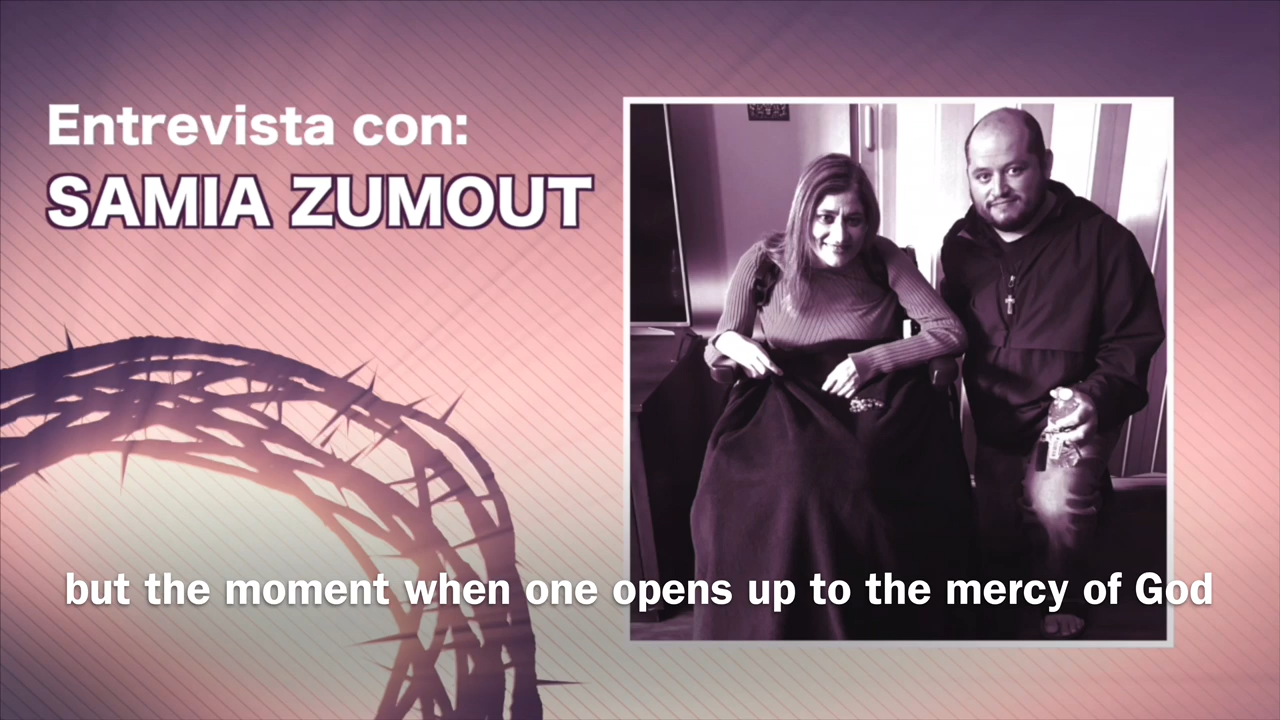 Entrevista con:
SAMIA ZUMOUT
but the moment when one opens up to the mercy of God